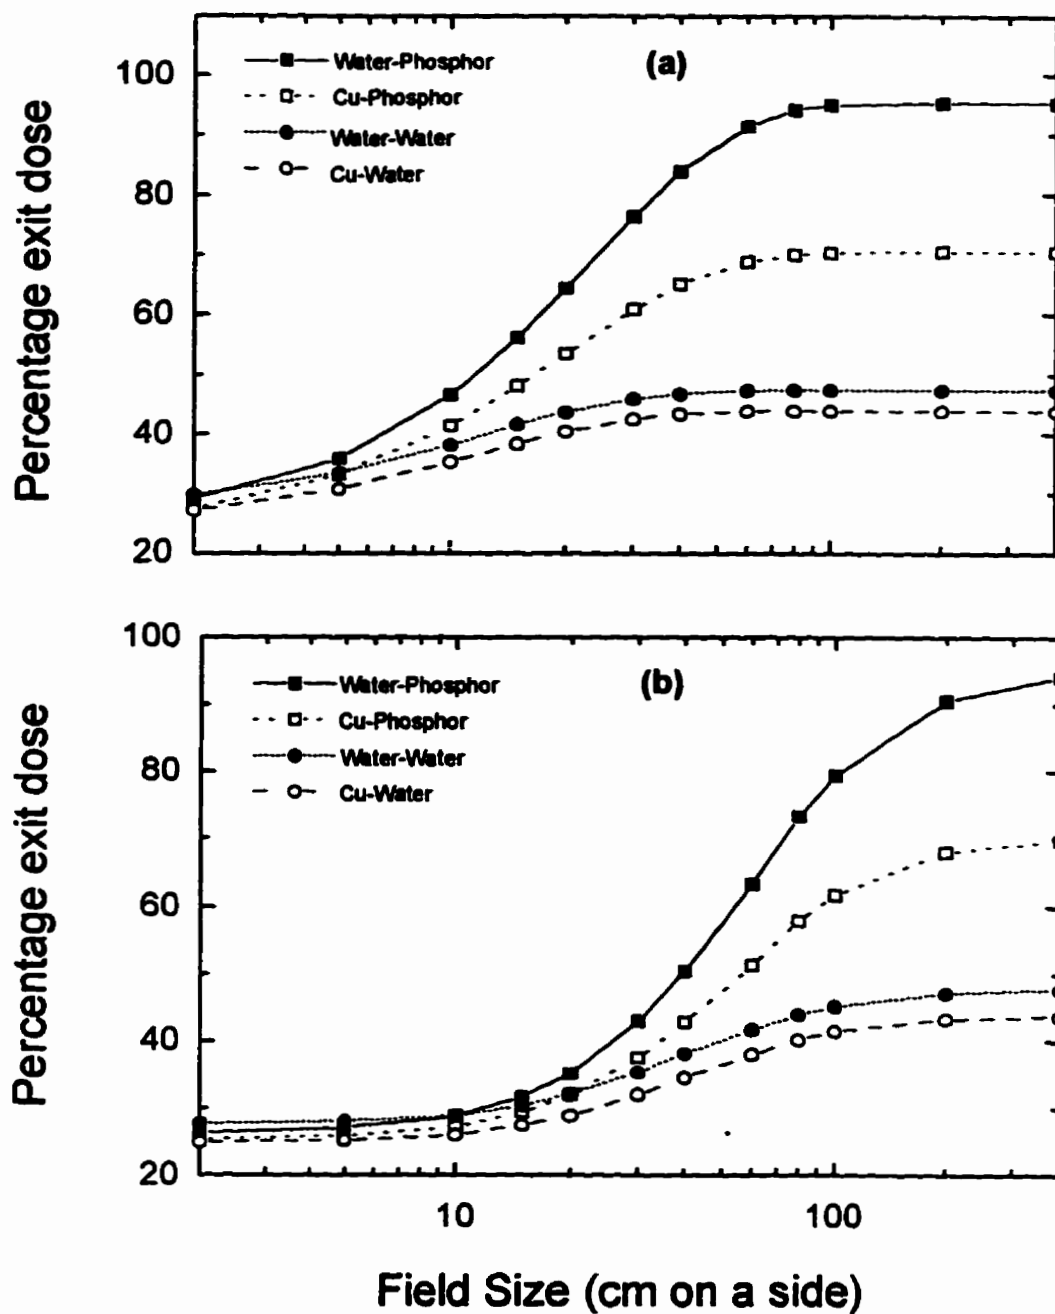 (a)
Water-Phosphor
Cu-Phosphor
Water-Water
Cu-Water
100
80
60
40
20
Percentage exit dose
(b)
Water-Phosphor
Cu-Phosphor
Water-Water
Cu-Water
100
80
60
40
20
Percentage exit dose
10 100
Field Size (cm on a side)